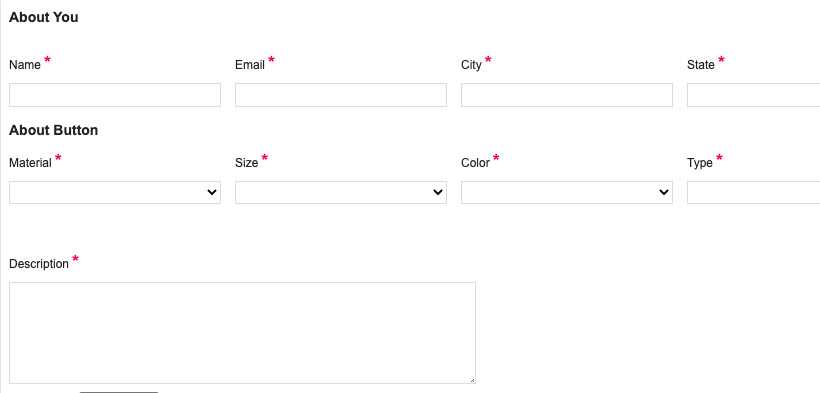 About You
Name * Email * City * State *
About Button
Material * Size * Color * Type *
Description *